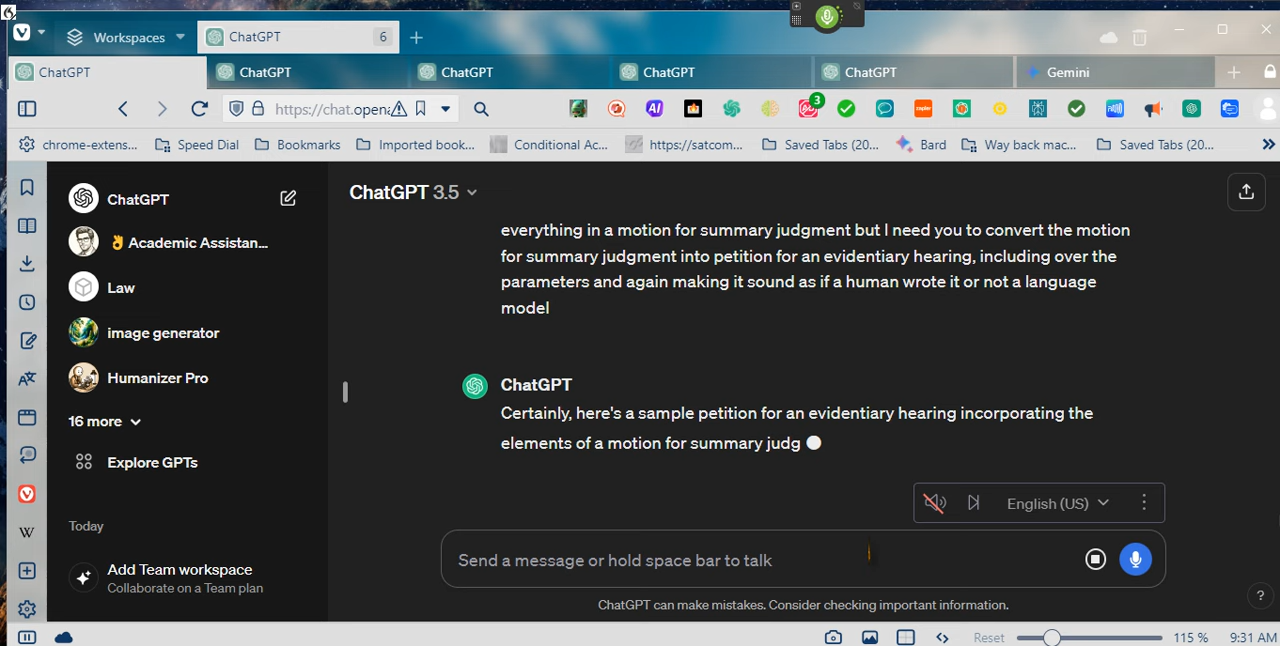 Workspaces
ChatGPT
6
ChatGPT
ChatGPT
ChatGPT
ChatGPT
ChatGPT
Gemini
https://chat.opena
AI
3
chrome-extens...
Speed Dial
Bookmarks
Imported book...
Conditional Ac...
https://satcom...
Saved Tabs (20...
Bard
Way back mac...
Saved Tabs (20...
ChatGPT
Academic Assistan...
Law
image generator
Humanizer Pro
16 more
Explore GPTs
Today
Add Team workspace
Collaborate on a Team plan
ChatGPT 3.5
everything in a motion for summary judgment but I need you to convert the motion
for summary judgment into petition for an evidentiary hearing, including over the
parameters and again making it sound as if a human wrote it or not a language
model
ChatGPT
Certainly, here's a sample petition for an evidentiary hearing incorporating the
elements of a motion for summary judg
English (US)
Send a message or hold space bar to talk
ChatGPT can make mistakes. Consider checking important information.
?
W
Reset
115 %
9:31 AM